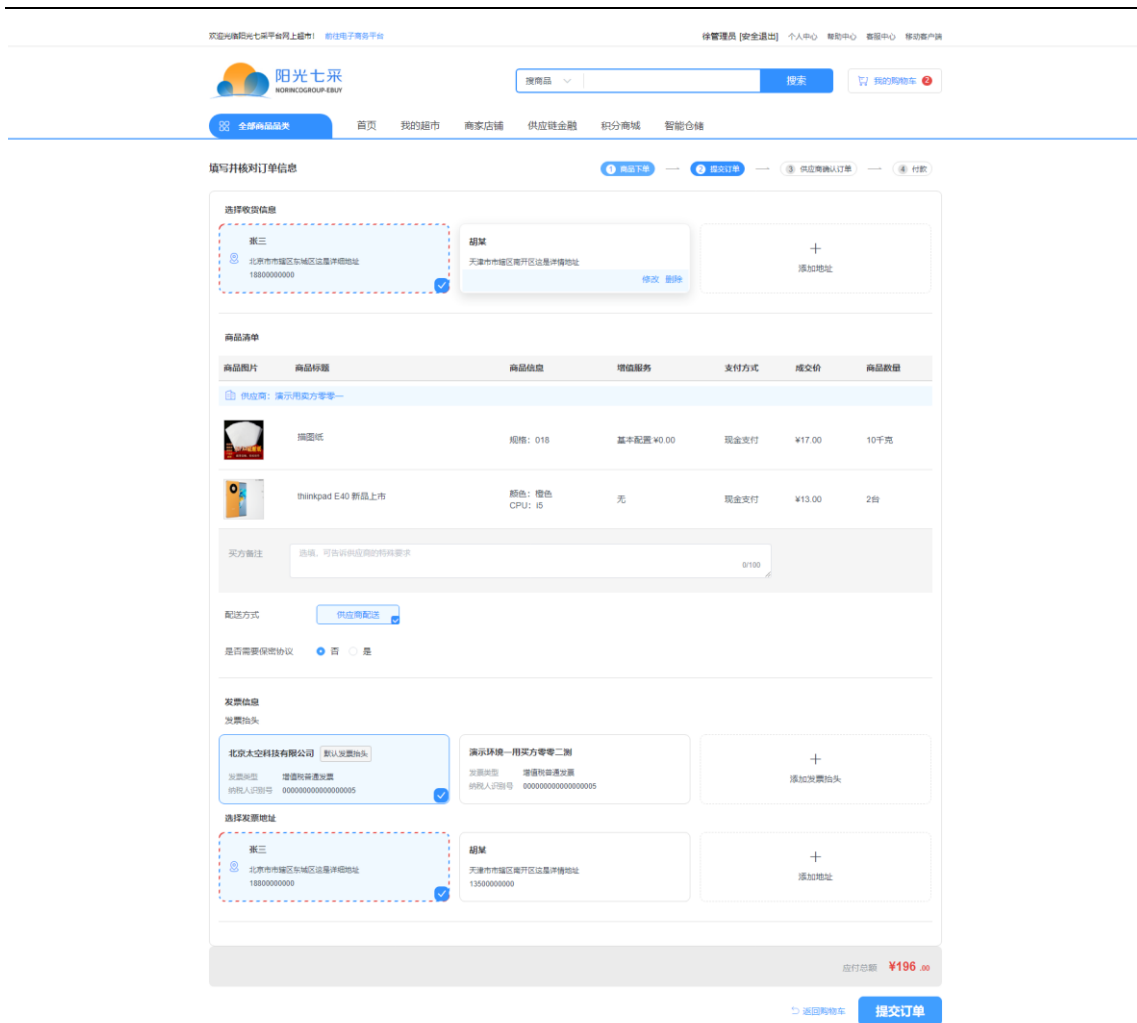 欢迎光临阳光七采平台网上超市! 前往电子商务平台 徐管理员 [安全退出] 个人中心 帮助中心 客服中心 移动客户端
阳光七采
NORINCOGROUP-EBUY
搜商品 搜索 我的购物车 2
全部商品品类 首页 我的超市 商家店铺 供应链金融 积分商城 智能仓储
填写并核对订单信息 1 商品下单 2 提交订单 3 供应商确认订单 4 付款
选择收货信息
张三
北京市市辖区东城区这是详细地址
18800000000
胡某
天津市市辖区南开区这是详情地址
修改 删除
添加地址
商品清单
商品图片 商品标题 商品信息 增值服务 支付方式 成交价 商品数量
供应商: 演示用卖方零零一
描图纸 规格: 018 基本配置 ¥0.00 现金支付 ¥17.00 10千克
thiinkpad E40 新品上市 颜色: 橙色 无 现金支付 ¥13.00 2台
CPU: i5
买方备注 选填, 可告诉供应商的特殊要求
0/100
配送方式 供应商配送
是否需要保密协议 否 是
发票信息
发票抬头
北京太空科技有限公司 默认发票抬头
发票类型 增值税普通发票
纳税人识别号 000000000000000005
演示环境一用买方零零二测
发票类型 增值税普通发票
纳税人识别号 000000000000000005
添加发票抬头
选择发票地址
张三
北京市市辖区东城区这是详细地址
18800000000
胡某
天津市市辖区南开区这是详情地址
13500000000
添加地址
应付总额 ¥196.00
返回购物车 提交订单